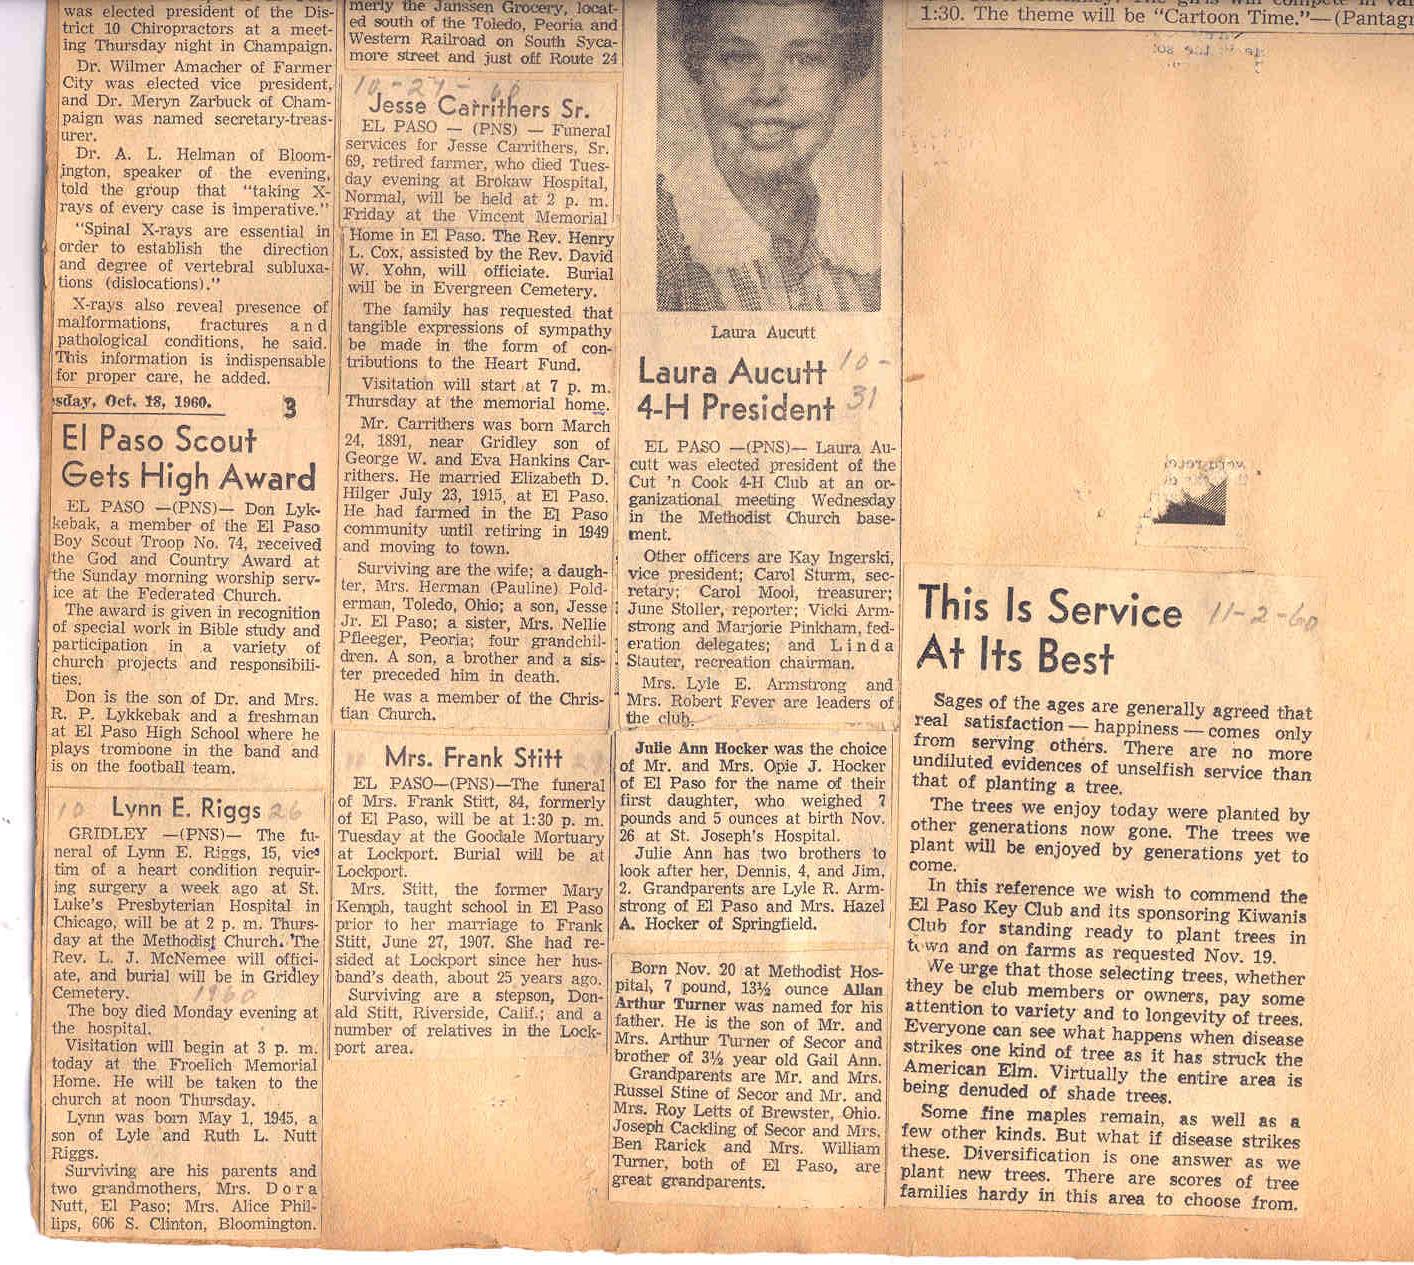 was elected president of the Dis-
trict 10 Chiropractors at a meet-
ing Thursday night in Champaign.
Dr. Wilmer Amacher of Farmer
City was elected vice president,
and Dr. Meryn Zarbuck of Cham-
paign was named secretary-treas-
urer.
Dr. A. L. Helman of Bloom-
ington, speaker of the evening,
told the group that "taking X-
rays of every case is imperative."
"Spinal X-rays are essential in
order to establish the direction
and degree of vertebral subluxa-
tions (dislocations)."
X-rays also reveal presence of
malformations, fractures and
pathological conditions, he said.
This information is indispensable
for proper care, he added.
sday, Oct. 18, 1960. 3
El Paso Scout
Gets High Award
EL PASO —(PNS)— Don Lyk-
kebak, a member of the El Paso
Boy Scout Troop No. 74, received
the God and Country Award at
the Sunday morning worship serv-
ice at the Federated Church.
The award is given in recognition
of special work in Bible study and
participation in a variety of
church projects and responsibili-
ties.
Don is the son of Dr. and Mrs.
R. P. Lykkebak and a freshman
at El Paso High School where he
plays trombone in the band and
is on the football team.
10 Lynn E. Riggs 26
GRIDLEY —(PNS)— The fu-
neral of Lynn E. Riggs, 15, vic-
tim of a heart condition requir-
ing surgery a week ago at St.
Luke's Presbyterian Hospital in
Chicago, will be at 2 p. m. Thurs-
day at the Methodist Church. The
Rev. L. J. McNemee will offici-
ate, and burial will be in Gridley
Cemetery. 1960
The boy died Monday evening at
the hospital.
Visitation will begin at 3 p. m.
today at the Froelich Memorial
Home. He will be taken to the
church at noon Thursday.
Lynn was born May 1, 1945, a
son of Lyle and Ruth L. Nutt
Riggs.
Surviving are his parents and
two grandmothers, Mrs. Dora
Nutt, El Paso; Mrs. Alice Phil-
lips, 606 S. Clinton, Bloomington.
merly the Janssen Grocery, locat-
ed south of the Toledo, Peoria and
Western Railroad on South Syca-
more street and just off Route 24
10-27-60
Jesse Carrithers Sr.
EL PASO — (PNS) — Funeral
services for Jesse Carrithers, Sr.
69, retired farmer, who died Tues-
day evening at Brokaw Hospital,
Normal, will be held at 2 p. m.
Friday at the Vincent Memorial
Home in El Paso. The Rev. Henry
L. Cox, assisted by the Rev. David
W. Yohn, will officiate. Burial
will be in Evergreen Cemetery.
The family has requested that
tangible expressions of sympathy
be made in the form of con-
tributions to the Heart Fund.
Visitation will start at 7 p. m.
Thursday at the memorial home.
Mr. Carrithers was born March
24, 1891, near Gridley son of
George W. and Eva Hankins Car-
rithers. He married Elizabeth D.
Hilger July 23, 1915, at El Paso.
He had farmed in the El Paso
community until retiring in 1949
and moving to town.
Surviving are the wife; a daugh-
ter, Mrs. Herman (Pauline) Pold-
erman, Toledo, Ohio; a son, Jesse
Jr. El Paso; a sister, Mrs. Nellie
Pfleeger, Peoria; four grandchil-
dren. A son, a brother and a sis-
ter preceded him in death.
He was a member of the Chris-
tian Church.
Mrs. Frank Stitt
EL PASO—(PNS)—The funeral
of Mrs. Frank Stitt, 84, formerly
of El Paso, will be at 1:30 p. m.
Tuesday at the Goodale Mortuary
at Lockport. Burial will be at
Lockport.
Mrs. Stitt, the former Mary
Kemph, taught school in El Paso
prior to her marriage to Frank
Stitt, June 27, 1907. She had re-
sided at Lockport since her hus-
band's death, about 25 years ago.
Surviving are a stepson, Don-
ald Stitt, Riverside, Calif.; and a
number of relatives in the Lock-
port area.
Laura Aucutt
Laura Aucutt 10-
4-H President 31
EL PASO —(PNS)— Laura Au-
cutt was elected president of the
Cut 'n Cook 4-H Club at an or-
ganizational meeting Wednesday
in the Methodist Church base-
ment.
Other officers are Kay Ingerski,
vice president; Carol Sturm, sec-
retary; Carol Mool, treasurer;
June Stoller, reporter; Vicki Arm-
strong and Marjorie Pinkham, fed-
eration delegates; and Linda
Stauter, recreation chairman.
Mrs. Lyle E. Armstrong and
Mrs. Robert Fever are leaders of
the club.
Julie Ann Hocker was the choice
of Mr. and Mrs. Opie J. Hocker
of El Paso for the name of their
first daughter, who weighed 7
pounds and 5 ounces at birth Nov.
26 at St. Joseph's Hospital.
Julie Ann has two brothers to
look after her, Dennis, 4, and Jim,
2. Grandparents are Lyle R. Arm-
strong of El Paso and Mrs. Hazel
A. Hocker of Springfield.
Born Nov. 20 at Methodist Hos-
pital, 7 pound, 13½ ounce Allan
Arthur Turner was named for his
father. He is the son of Mr. and
Mrs. Arthur Turner of Secor and
brother of 3½ year old Gail Ann.
Grandparents are Mr. and Mrs.
Russel Stine of Secor and Mr. and
Mrs. Roy Letts of Brewster, Ohio.
Joseph Cackling of Secor and Mrs.
Ben Rarick and Mrs. William
Turner, both of El Paso, are
great grandparents.
1:30. The theme will be "Cartoon Time."—(Pantagr
This Is Service 11-2-60
At Its Best
Sages of the ages are generally agreed that
real satisfaction — happiness — comes only
from serving others. There are no more
undiluted evidences of unselfish service than
that of planting a tree.
The trees we enjoy today were planted by
other generations now gone. The trees we
plant will be enjoyed by generations yet to
come.
In this reference we wish to commend the
El Paso Key Club and its sponsoring Kiwanis
Club for standing ready to plant trees in
town and on farms as requested Nov. 19.
We urge that those selecting trees, whether
they be club members or owners, pay some
attention to variety and to longevity of trees.
Everyone can see what happens when disease
strikes one kind of tree as it has struck the
American Elm. Virtually the entire area is
being denuded of shade trees.
Some fine maples remain, as well as a
few other kinds. But what if disease strikes
these. Diversification is one answer as we
plant new trees. There are scores of tree
families hardy in this area to choose from.